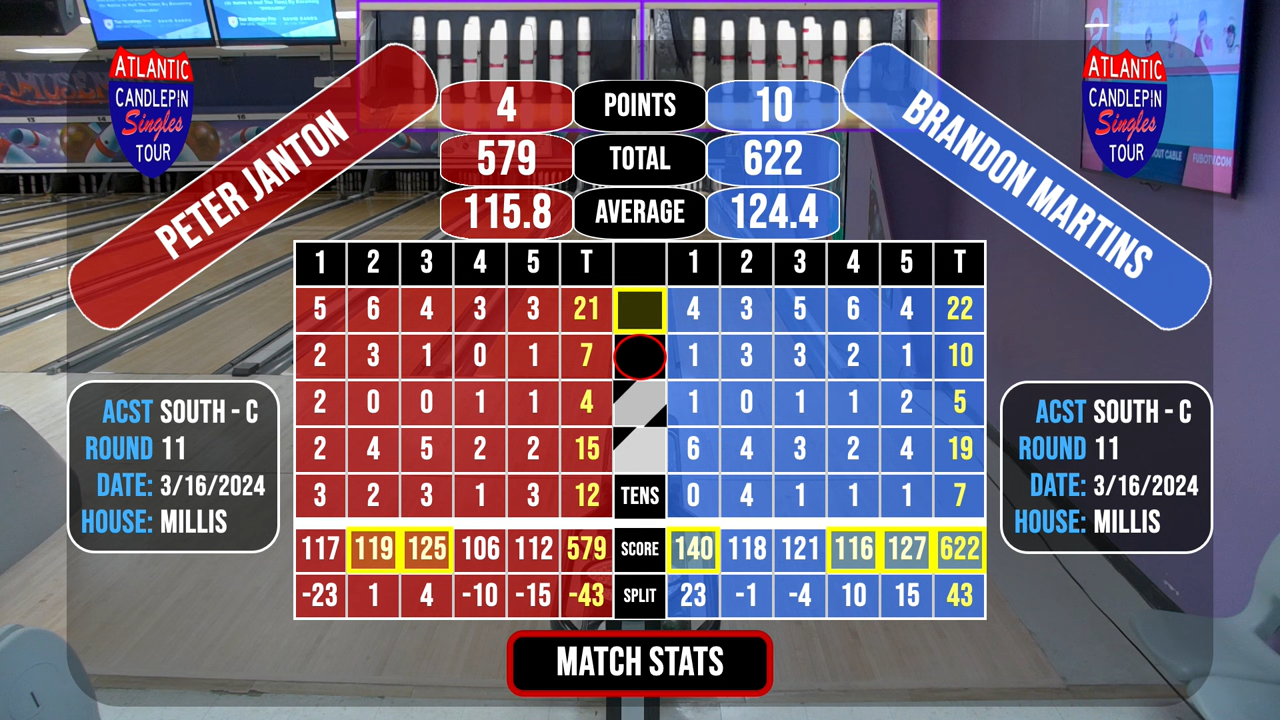 ATLANTIC
CANDLEPIN
Singles
TOUR
PETER JANTON
4 POINTS 10
579 TOTAL 622
115.8 AVERAGE 124.4
BRANDON MARTINS
ATLANTIC
CANDLEPIN
Singles
TOUR
FUBOTV.COM
1 2 3 4 5 T 1 2 3 4 5 T
5 6 4 3 3 21 4 3 5 6 4 22
2 3 1 0 1 7 1 3 3 2 1 10
2 0 0 1 1 4 1 0 1 1 2 5
2 4 5 2 2 15 6 4 3 2 4 19
3 2 3 1 3 12 TENS 0 4 1 1 1 7
117 119 125 106 112 579 SCORE 140 118 121 116 127 622
-23 1 4 -10 -15 -43 SPLIT 23 -1 -4 10 15 43
ACST SOUTH - C
ROUND 11
DATE: 3/16/2024
HOUSE: MILLIS
ACST SOUTH - C
ROUND 11
DATE: 3/16/2024
HOUSE: MILLIS
MATCH STATS